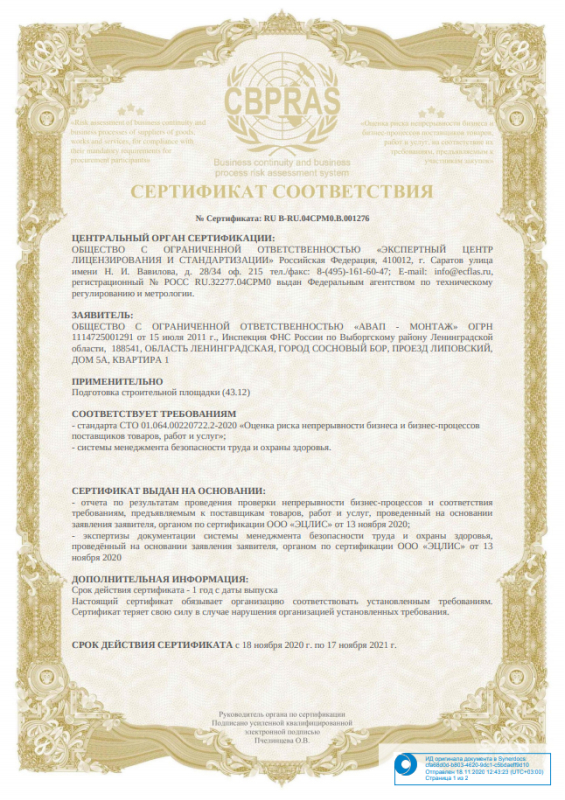 CBPRAS
«Risk assessment of business continuity and
business processes of suppliers of goods,
works and services, for compliance with
their mandatory requirements for
procurement participants»
«Оценка риска непрерывности бизнеса и
бизнес-процессов поставщиков товаров,
работ и услуг, на соответствие их
требованиям, предъявляемым к
участникам закупок»
Business continuity and business
process risk assessment system
СЕРТИФИКАТ СООТВЕТСТВИЯ
№ Сертификата: RU В-RU.04СРМ0.В.001276
ЦЕНТРАЛЬНЫЙ ОРГАН СЕРТИФИКАЦИИ:
ОБЩЕСТВО С ОГРАНИЧЕННОЙ ОТВЕТСТВЕННОСТЬЮ «ЭКСПЕРТНЫЙ ЦЕНТР
ЛИЦЕНЗИРОВАНИЯ И СТАНДАРТИЗАЦИИ» Российская Федерация, 410012, г. Саратов улица
имени Н. И. Вавилова, д. 28/34 оф. 215 тел./факс: 8-(495)-161-60-47; E-mail: info@ecflas.ru,
регистрационный № РОСС RU.32277.04СРМ0 выдан Федеральным агентством по техническому
регулированию и метрологии.
ЗАЯВИТЕЛЬ:
ОБЩЕСТВО С ОГРАНИЧЕННОЙ ОТВЕТСТВЕННОСТЬЮ «АВАП - МОНТАЖ» ОГРН
1114725001291 от 15 июля 2011 г., Инспекция ФНС России по Выборгскому району Ленинградской
области, 188541, ОБЛАСТЬ ЛЕНИНГРАДСКАЯ, ГОРОД СОСНОВЫЙ БОР, ПРОЕЗД ЛИПОВСКИЙ,
ДОМ 5А, КВАРТИРА 1
ПРИМЕНИТЕЛЬНО
Подготовка строительной площадки (43.12)
СООТВЕТСТВУЕТ ТРЕБОВАНИЯМ
- стандарта СТО 01.064.00220722.2-2020 «Оценка риска непрерывности бизнеса и бизнес-процессов
поставщиков товаров, работ и услуг»;
- системы менеджмента безопасности труда и охраны здоровья.
СЕРТИФИКАТ ВЫДАН НА ОСНОВАНИИ:
- отчета по результатам проведения проверки непрерывности бизнес-процессов и соответствия
требованиям, предъявляемым к поставщикам товаров, работ и услуг, проведенный на основании
заявления заявителя, органом по сертификации ООО «ЭЦЛИС» от 13 ноября 2020;
- экспертизы документации системы менеджмента безопасности труда и охраны здоровья,
проведённый на основании заявления заявителя, органом по сертификации ООО «ЭЦЛИС» от 13
ноября 2020
ДОПОЛНИТЕЛЬНАЯ ИНФОРМАЦИЯ:
Срок действия сертификата - 1 год с даты выпуска
Настоящий сертификат обязывает организацию соответствовать установленным требованиям.
Сертификат теряет свою силу в случае нарушения организацией установленных требования.
СРОК ДЕЙСТВИЯ СЕРТИФИКАТА с 18 ноября 2020 г. по 17 ноября 2021 г.
Руководитель органа по сертификации
Подписано усиленной квалифицированной
электронной подписью
Пчелинцева О.В.
ИД оригинала документа в Synerdocs:
Отправлен 18.11.2020 12:43:23 (UTC+03:00)
Страница 1 из 2